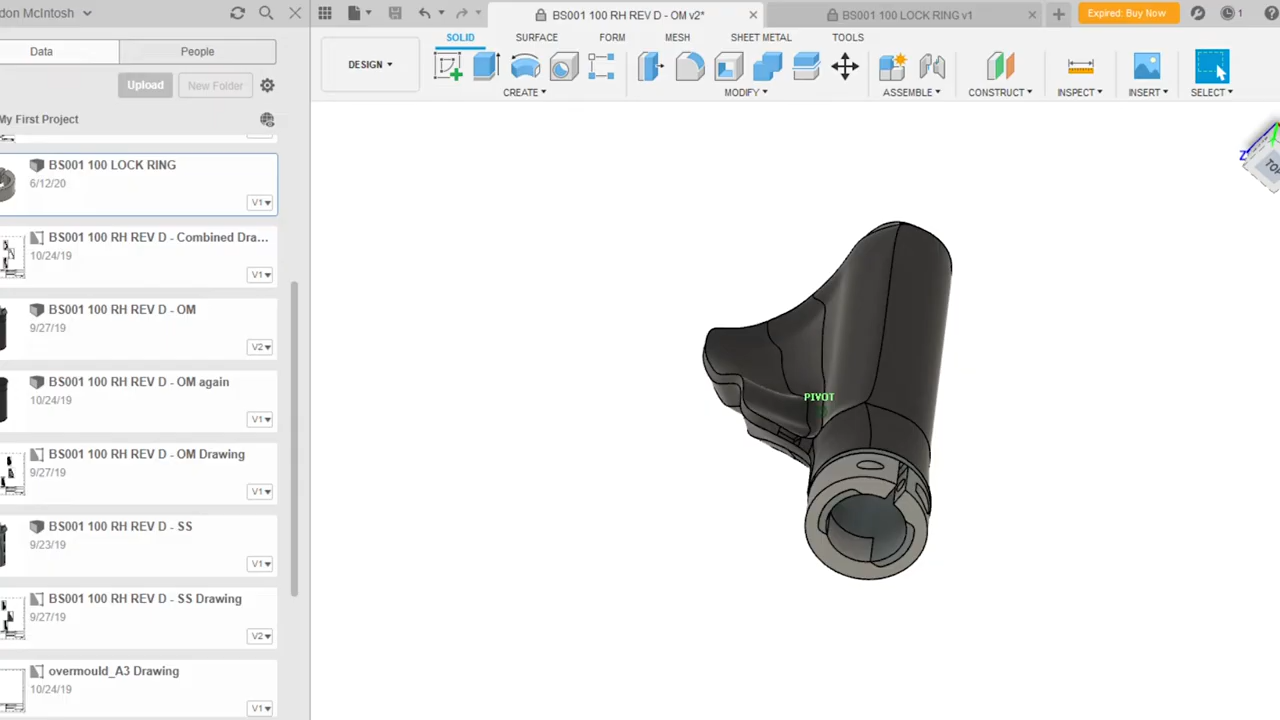 don McIntosh
BS001 100 RH REV D - OM v2*
BS001 100 LOCK RING v1
Expired: Buy Now
1
Data
People
SOLID
SURFACE
FORM
MESH
SHEET METAL
TOOLS
DESIGN
Upload
New Folder
CREATE
MODIFY
ASSEMBLE
CONSTRUCT
INSPECT
INSERT
SELECT
My First Project
BS001 100 LOCK RING
6/12/20
V1
BS001 100 RH REV D - Combined Dra...
10/24/19
V1
BS001 100 RH REV D - OM
9/27/19
V2
BS001 100 RH REV D - OM again
10/24/19
V1
BS001 100 RH REV D - OM Drawing
9/27/19
V1
BS001 100 RH REV D - SS
9/23/19
V1
BS001 100 RH REV D - SS Drawing
9/27/19
V2
overmould_A3 Drawing
10/24/19
V1
Z
TOP
PIVOT